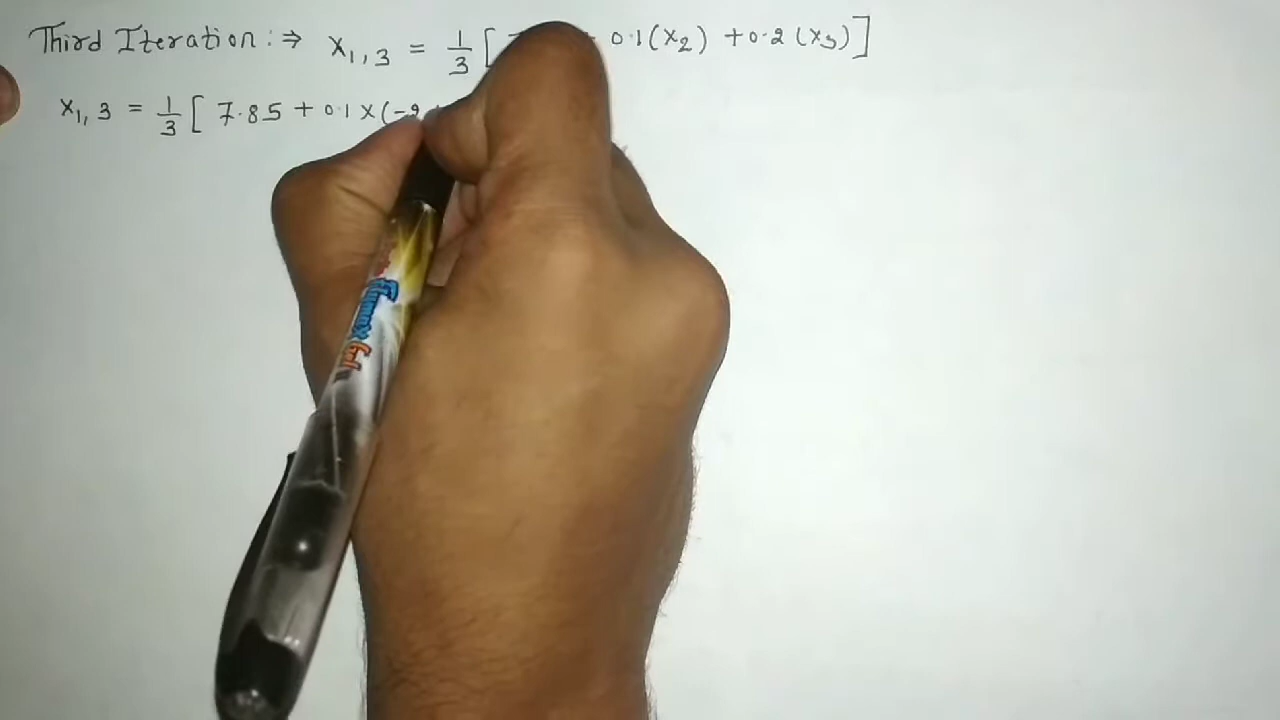 Third Iteration :⇒ x₁,₃ = 1/3 [ 0.1(x₂) +0.2 (x₃)]
x₁, 3 = 1/3 [ 7.85 + 0.1 x (-2